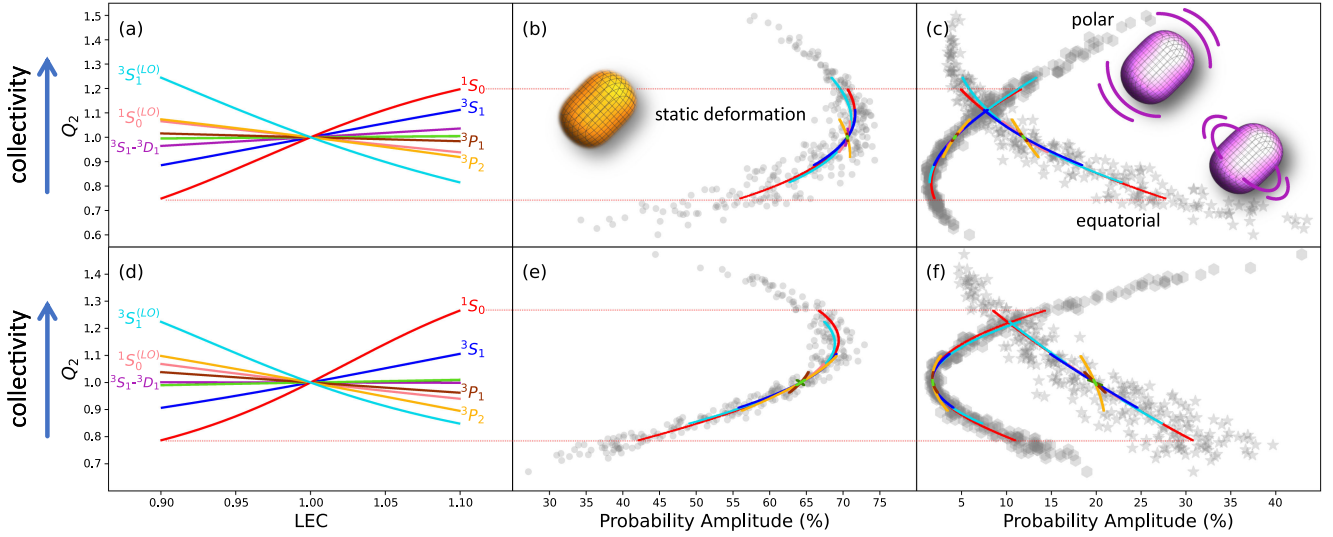 (a)
(b)
(c)
polar
static deformation
equatorial
collectivity
Q₂
1.5
1.4
1.3
1.2
1.1
1.0
0.9
0.8
0.7
0.6
³S₁⁽ᴸᴼ⁾
¹S₀⁽ᴸᴼ⁾
³S₁-³D₁
¹S₀
³S₁
³P₁
³P₂
(d)
(e)
(f)
collectivity
Q₂
1.4
1.3
1.2
1.1
1.0
0.9
0.8
0.7
³S₁⁽ᴸᴼ⁾
¹S₀⁽ᴸᴼ⁾
³S₁-³D₁
¹S₀
³S₁
³P₁
³P₂
0.90 0.95 1.00 1.05 1.10
30 35 40 45 50 55 60 65 70 75
5 10 15 20 25 30 35 40
LEC
Probability Amplitude (%)
Probability Amplitude (%)